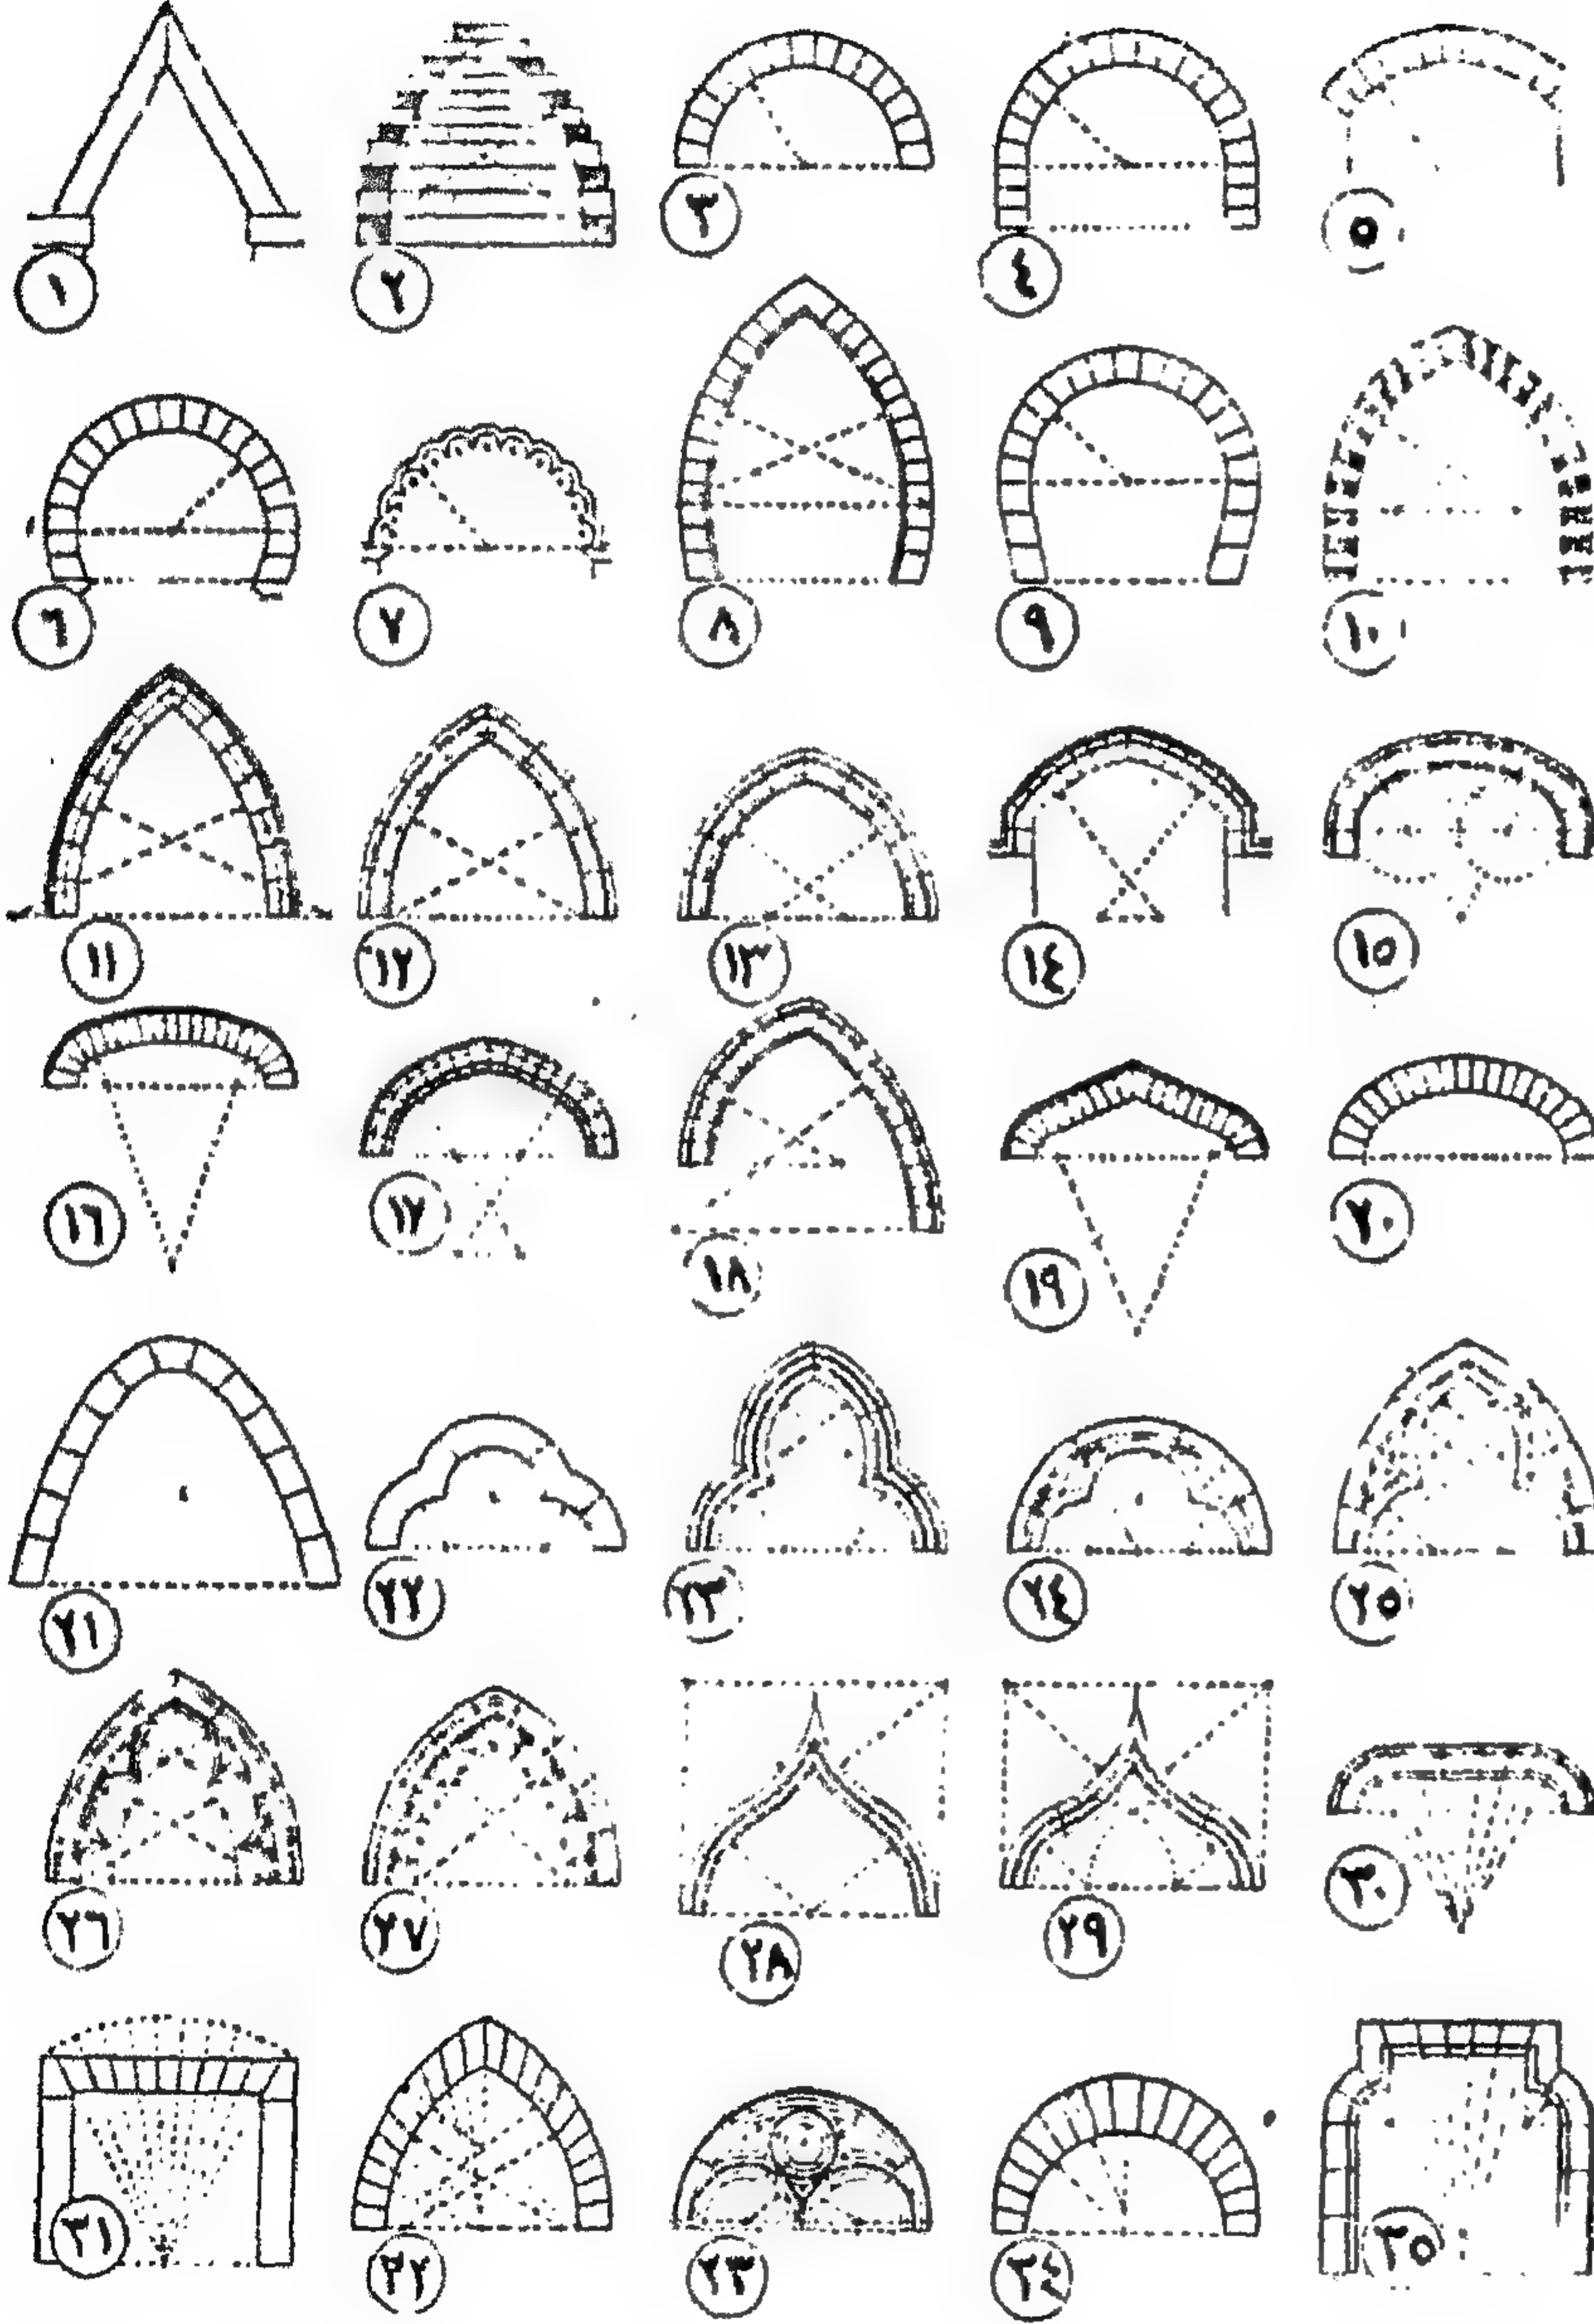 ١ ٢ ٣ ٤ ٥
٦ ٧ ٨ ٩ ١٠
١١ ١٢ ١٣ ١٤ ١٥
١٦ ١٧ ١٨ ١٩ ٢٠
٢١ ٢٢ ٢٣ ٢٤ ٢٥
٢٦ ٢٧ ٢٨ ٢٩ ٣٠
٣١ ٣٢ ٣٣ ٣٤ ٣٥